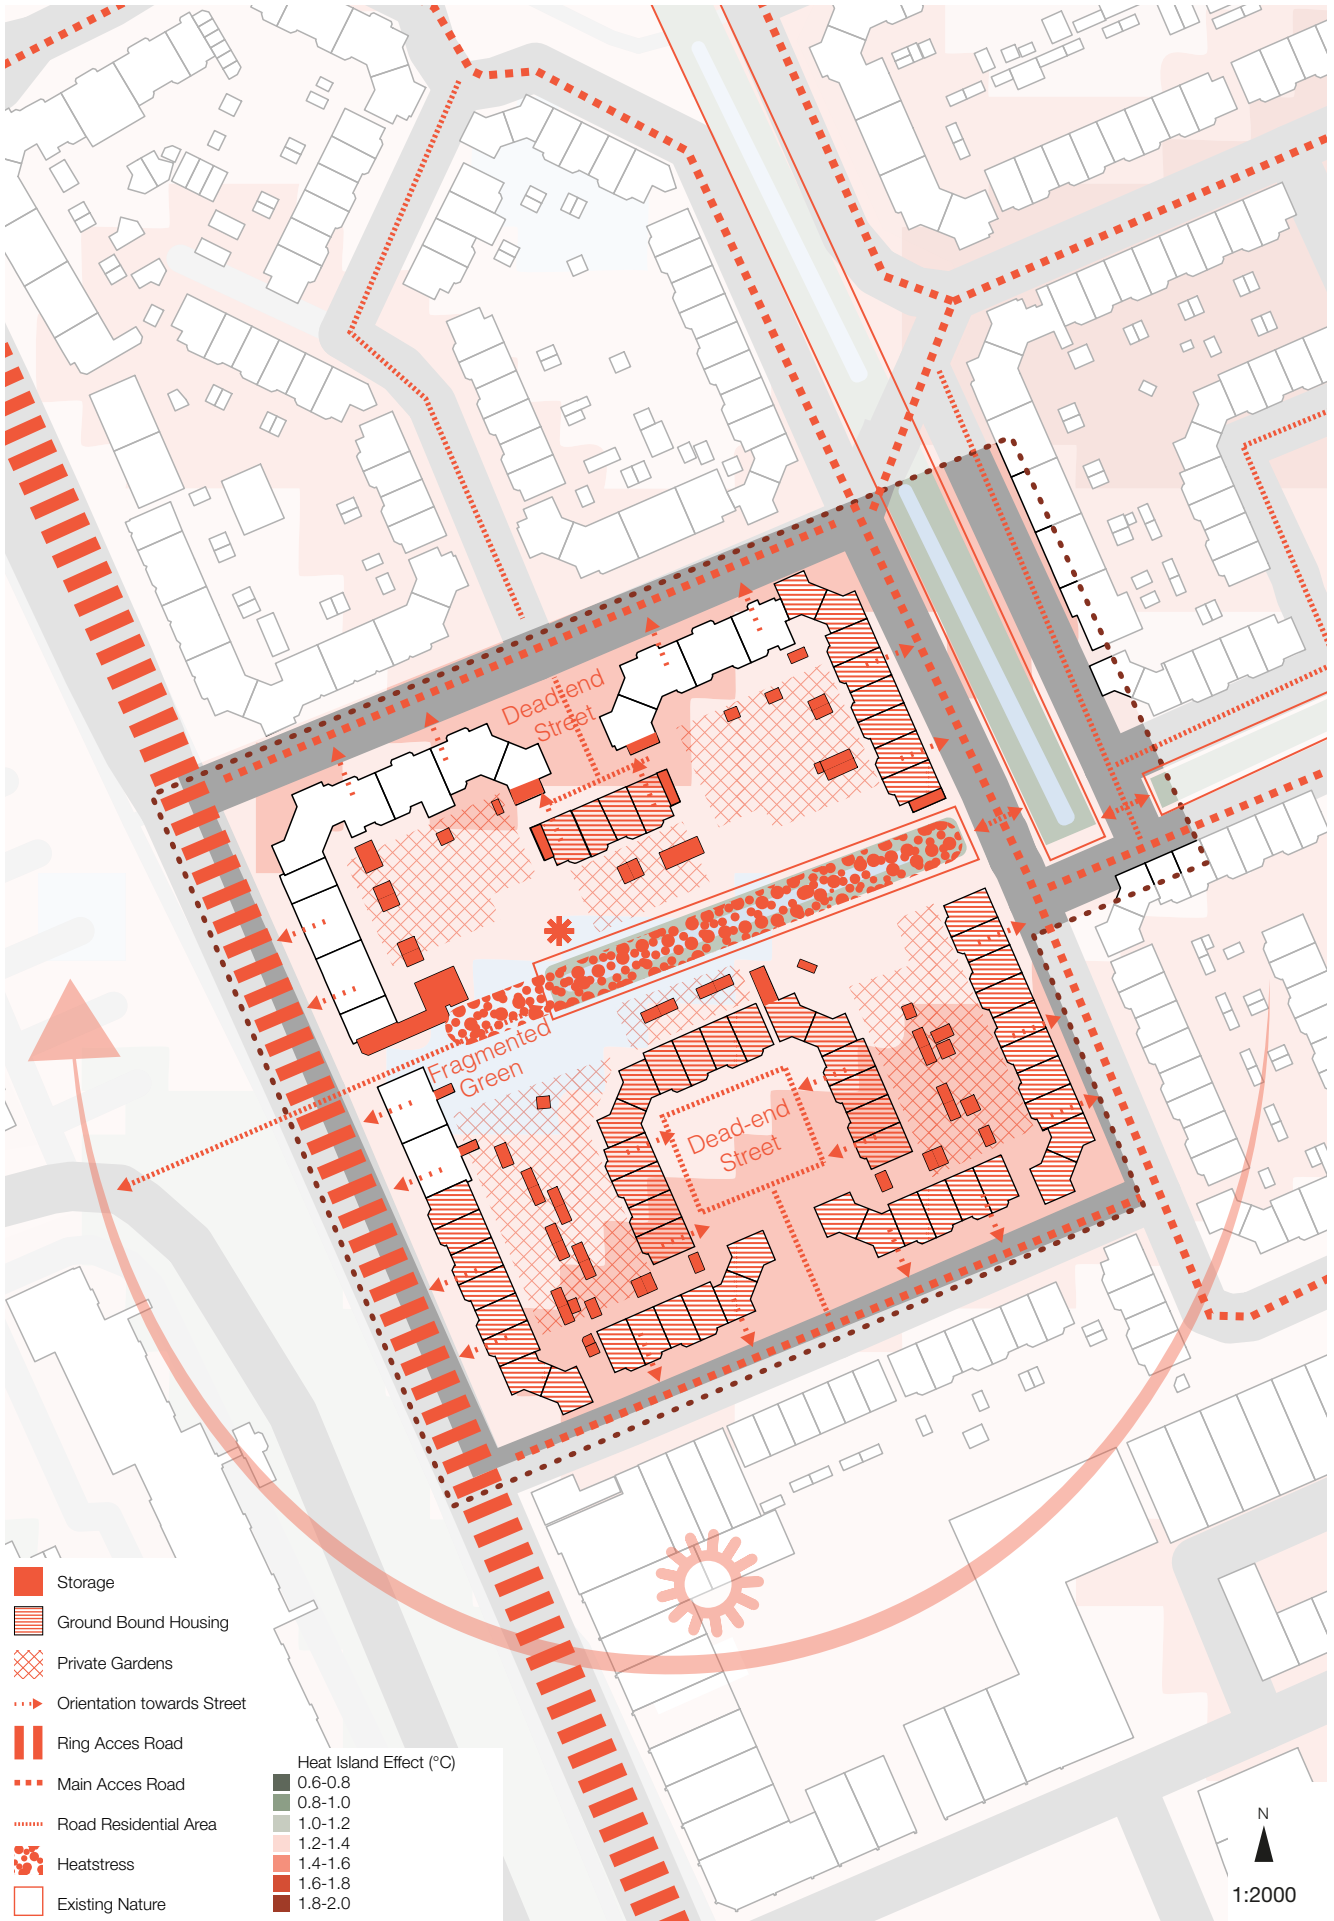 Dead-end
Street
Fragmented
Green
Dead-end
Street
Storage
Ground Bound Housing
Private Gardens
Orientation towards Street
Ring Acces Road
Main Acces Road
Road Residential Area
Heatstress
Existing Nature
Heat Island Effect (°C)
0.6-0.8
0.8-1.0
1.0-1.2
1.2-1.4
1.4-1.6
1.6-1.8
1.8-2.0
N
1:2000